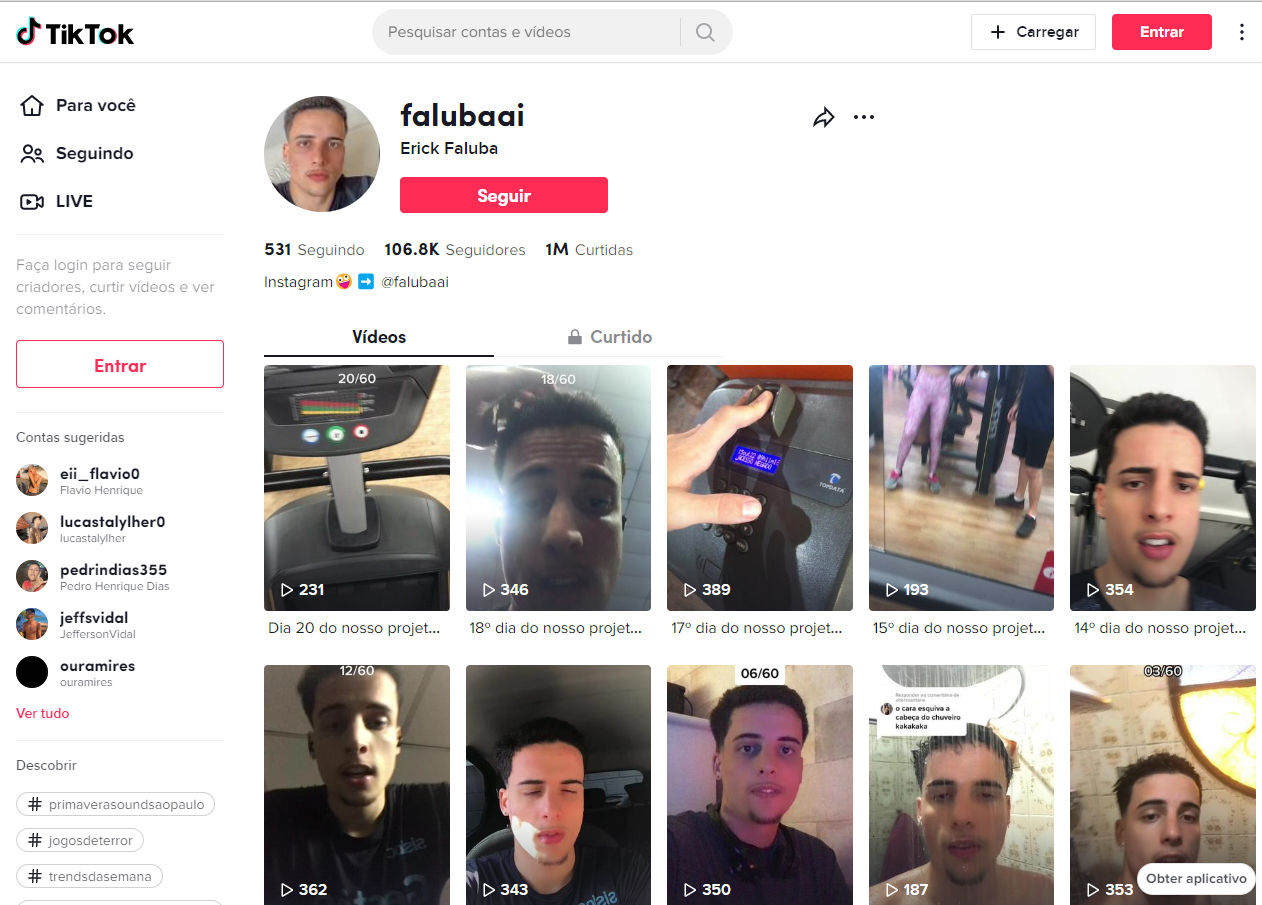 TikTok
Pesquisar contas e vídeos
Carregar
Entrar
Para você
Seguindo
LIVE
Faça login para seguir
criadores, curtir vídeos e ver
comentários.
Entrar
Contas sugeridas
eii_flavio0
Flavio Henrique
lucastalylher0
lucastalylher
pedrindias355
Pedro Henrique Dias
jeffsvidal
JeffersonVidal
ouramires
ouramires
Ver tudo
Descobrir
# primaverasoundsaopaulo
# jogosdeterror
# trendsdasemana
falubaai
Erick Faluba
Seguir
531 Seguindo 106.8K Seguidores 1M Curtidas
Instagram🤪➡️ @falubaai
Vídeos
Curtido
20/60
231
Dia 20 do nosso projet...
18/60
346
18º dia do nosso projet...
ACESSO NEGADO
TOPDATA
389
17º dia do nosso projet...
193
15º dia do nosso projet...
354
14º dia do nosso projet...
12/60
362
343
06/60
350
Responder ao comentário de
o cara esquiva a
cabeça do chuveiro
kakakaka
187
03/60
353
Obter aplicativo